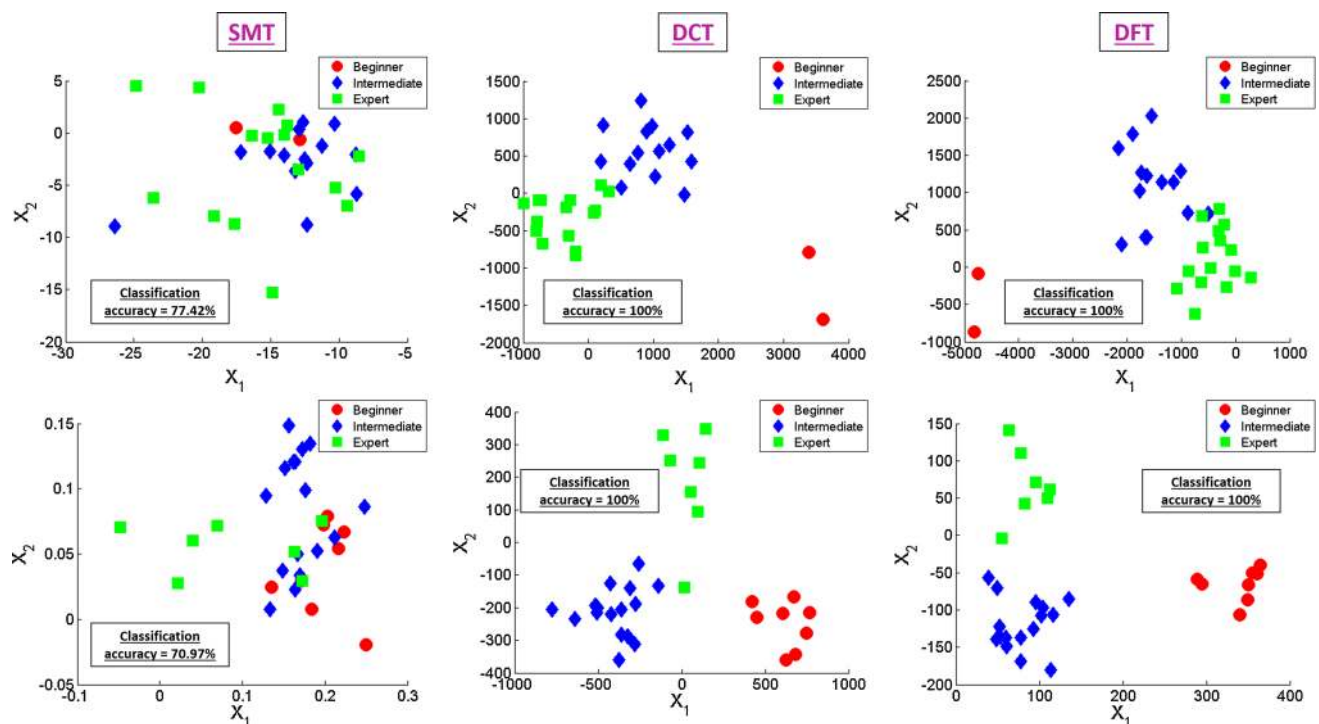 SMT
DCT
DFT
Beginner
Intermediate
Expert
5
0
-5
-10
-15
-20
X2
Classification
accuracy = 77.42%
-30
-25
-20
-15
-10
-5
X1
Beginner
Intermediate
Expert
2000
1500
1000
500
0
-500
-1000
-1500
2000
X2
Classification
accuracy = 100%
-1000
0
1000
2000
3000
4000
X1
Beginner
Intermediate
Expert
2500
2000
1500
1000
500
0
-500
-1000
X2
Classification
accuracy = 100%
-5000
-4000
-3000
-2000
-1000
0
1000
X1
Beginner
Intermediate
Expert
0.15
0.1
0.05
0
-0.05
X2
Classification
accuracy = 70.97%
0
0.1
0.2
0.3
X1
Beginner
Intermediate
Expert
400
300
200
100
0
-100
-200
-300
-400
X2
Classification
accuracy = 100%
-1000
-500
0
500
1000
X1
Beginner
Intermediate
Expert
150
100
50
0
-50
-100
-150
-200
X2
Classification
accuracy = 100%
0
100
200
300
400
X1